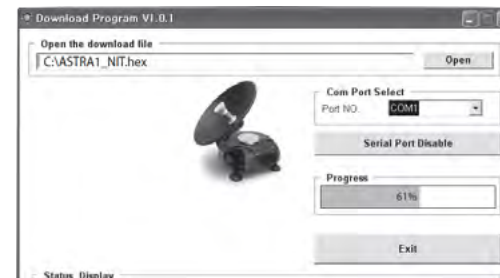 Download Program V1.0.1
Open the download file
C:\ASTRA1_NIT.hex
Open
Com Port Select
Port NO.
COM1
Serial Port Disable
Progress
61%
Exit
Status Display